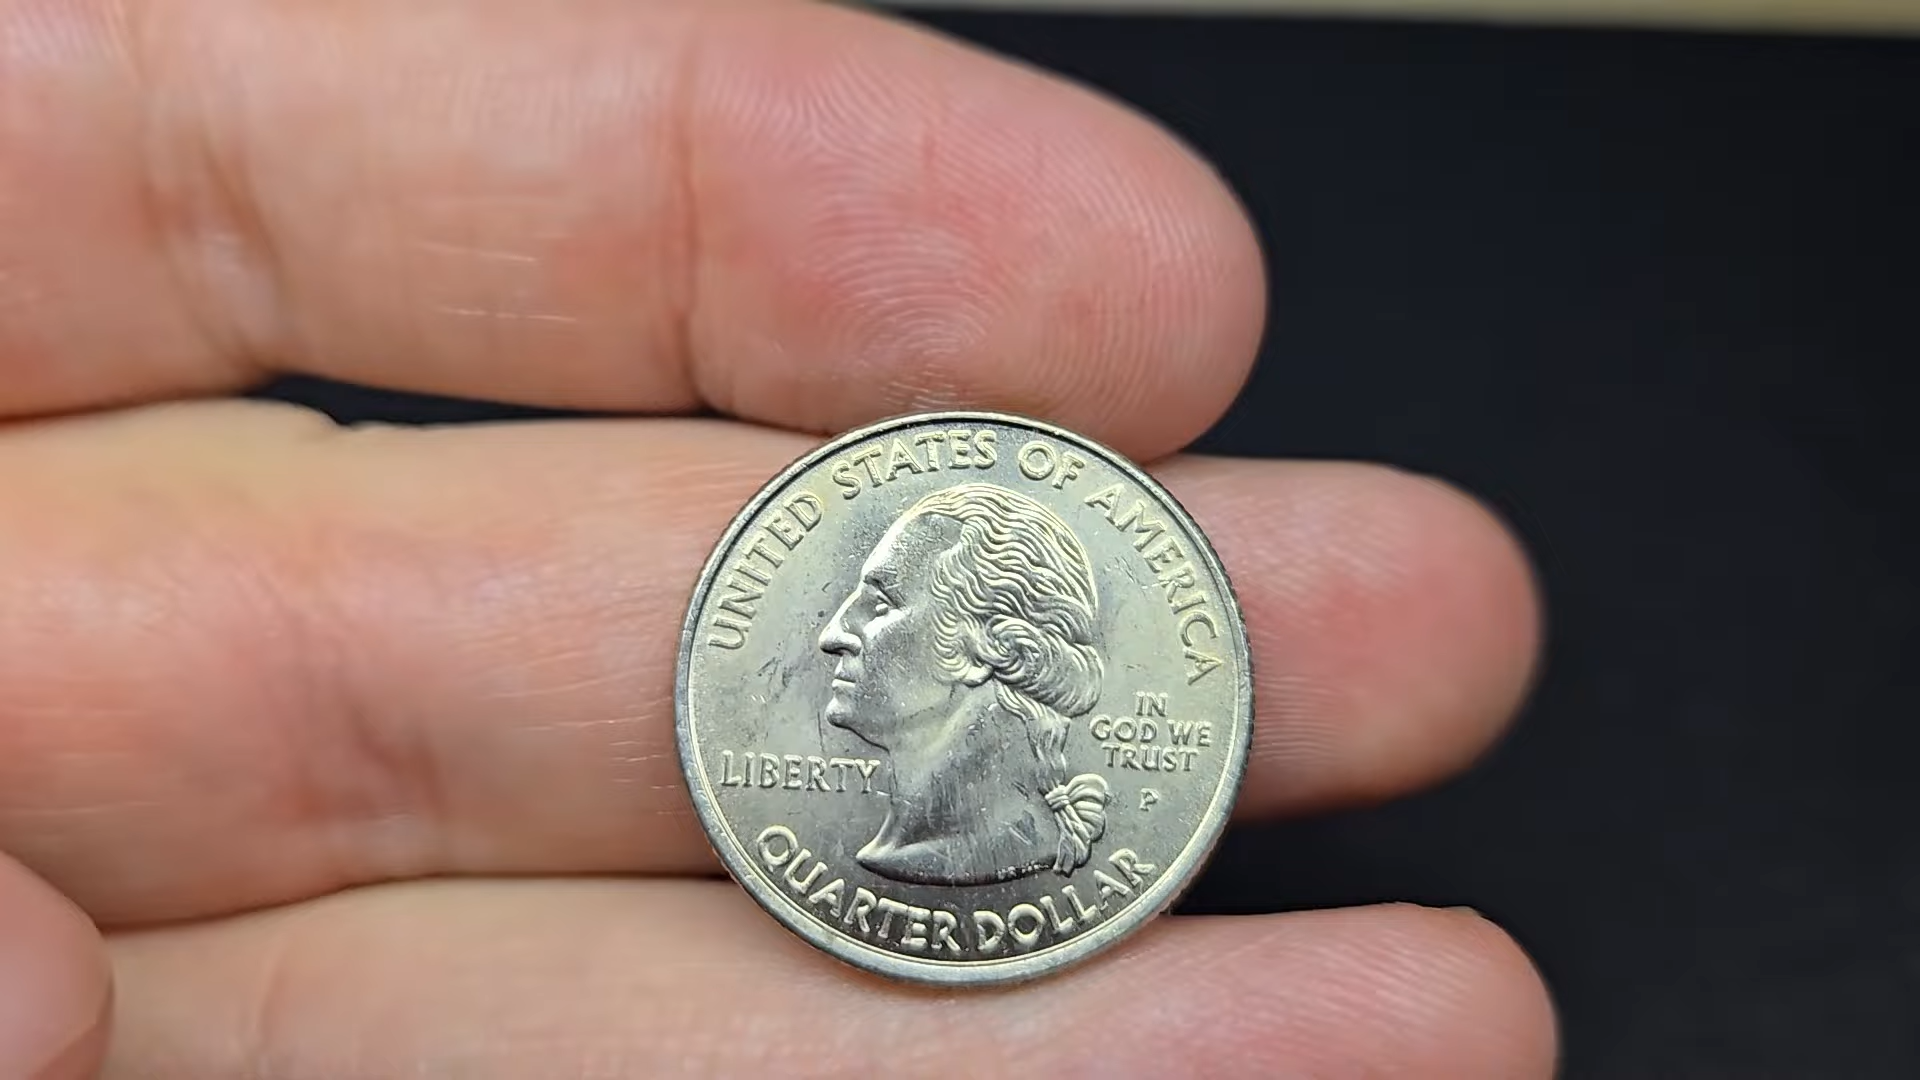 UNITED STATES OF AMERICA
LIBERTY
IN
GOD WE
TRUST
P
QUARTER DOLLAR